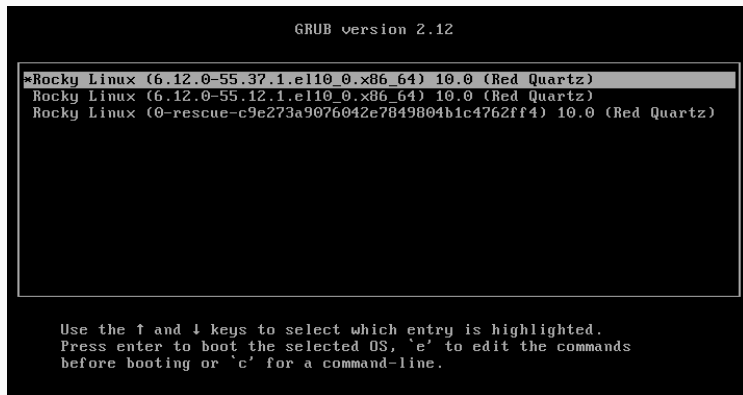 GRUB version 2.12
*Rocky Linux (6.12.0-55.37.1.el10_0.x86_64) 10.0 (Red Quartz)
Rocky Linux (6.12.0-55.12.1.el10_0.x86_64) 10.0 (Red Quartz)
Rocky Linux (0-rescue-c9e273a9076042e7849804b1c4762ff4) 10.0 (Red Quartz)
Use the ↑ and ↓ keys to select which entry is highlighted.
Press enter to boot the selected OS, `e' to edit the commands
before booting or `c' for a command-line.